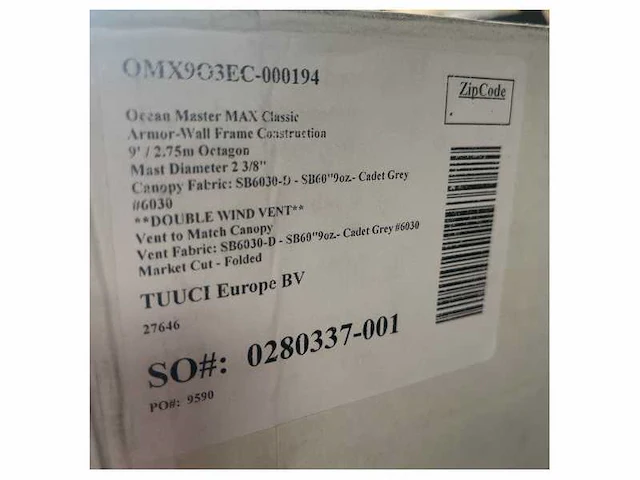 OMX9O3EC-000194
ZipCode
Ocean Master MAX Classic
Armor-Wall Frame Construction
9' / 2.75m Octagon
Mast Diameter 2 3/8"
Canopy Fabric: SB6030-D - SB60"9oz.- Cadet Grey
#6030
**DOUBLE WIND VENT**
Vent to Match Canopy
Vent Fabric: SB6030-D - SB60"9oz.- Cadet Grey #6030
Market Cut - Folded
TUUCI Europe BV
27646
SO#: 0280337-001
PO#: 9590